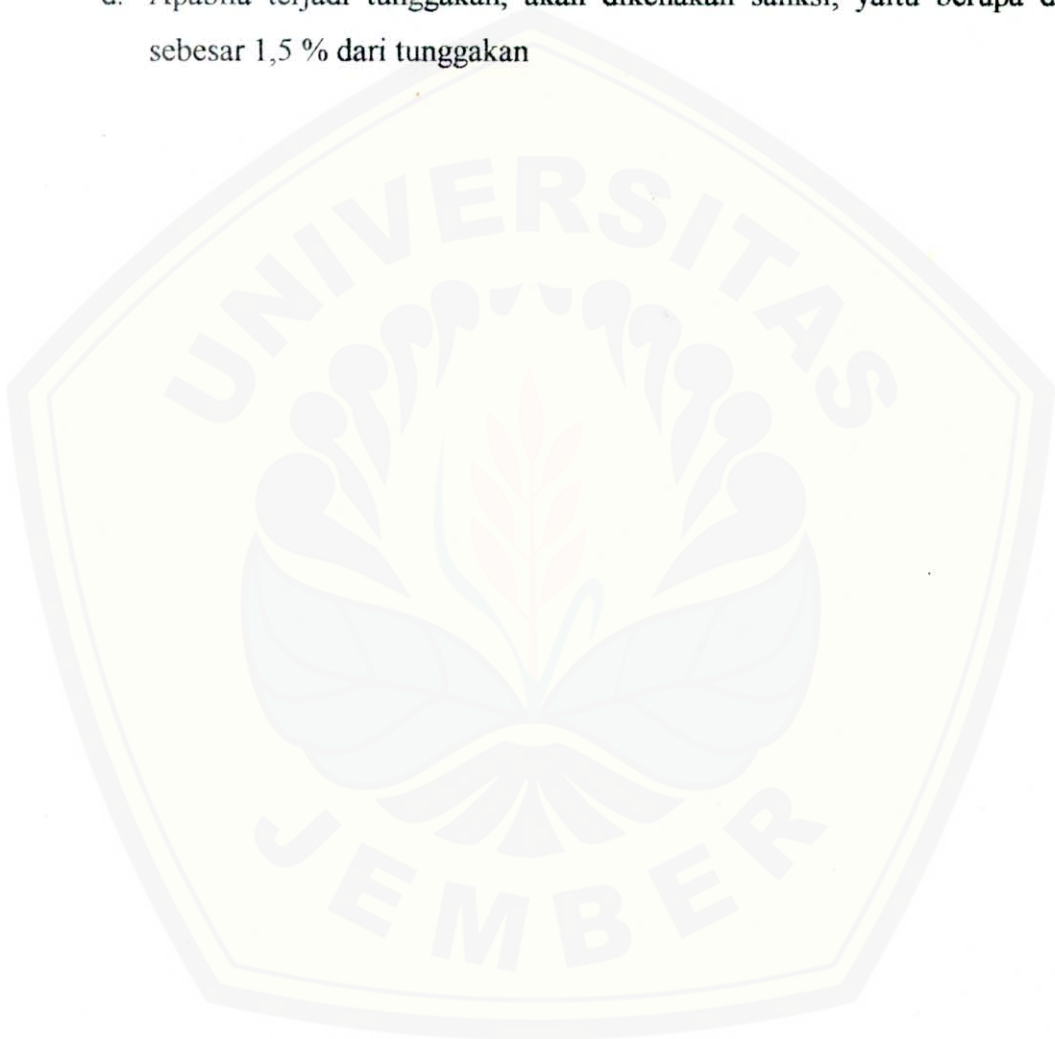 d. Apabila terjadi tunggakan, akan dikenakan sanksi, yaitu berupa
sebesar 1,5 % dari tunggakan
UNIVERSITAS
JEMBER